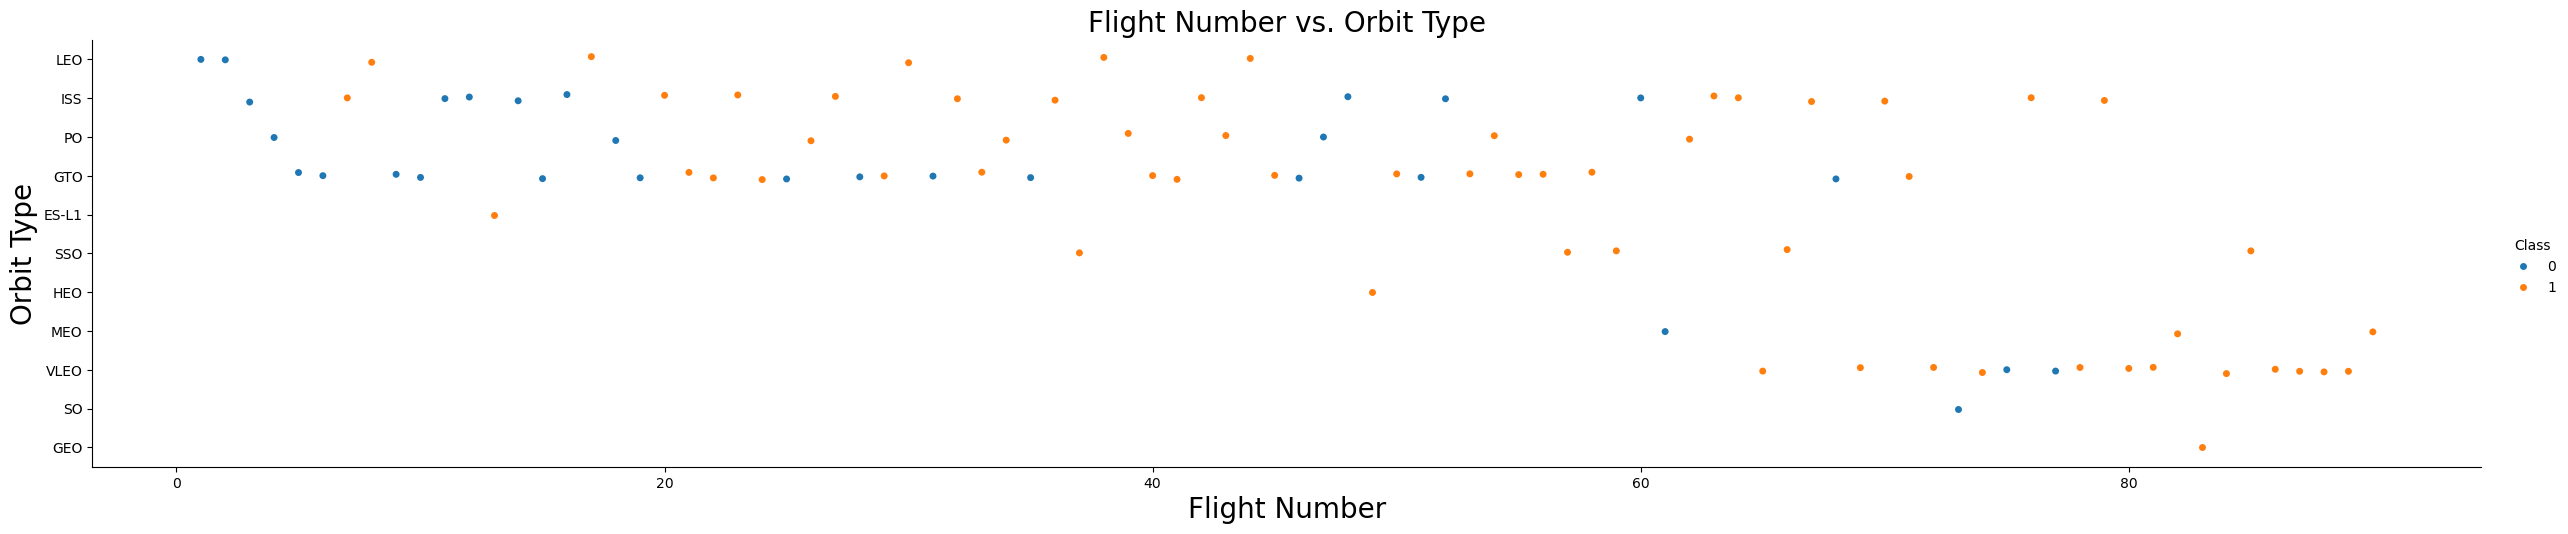 Flight Number vs. Orbit Type
Orbit Type
LEO
ISS
PO
GTO
ES-L1
SSO
HEO
MEO
VLEO
SO
GEO
0 20 40 60 80
Flight Number
Class
0
1